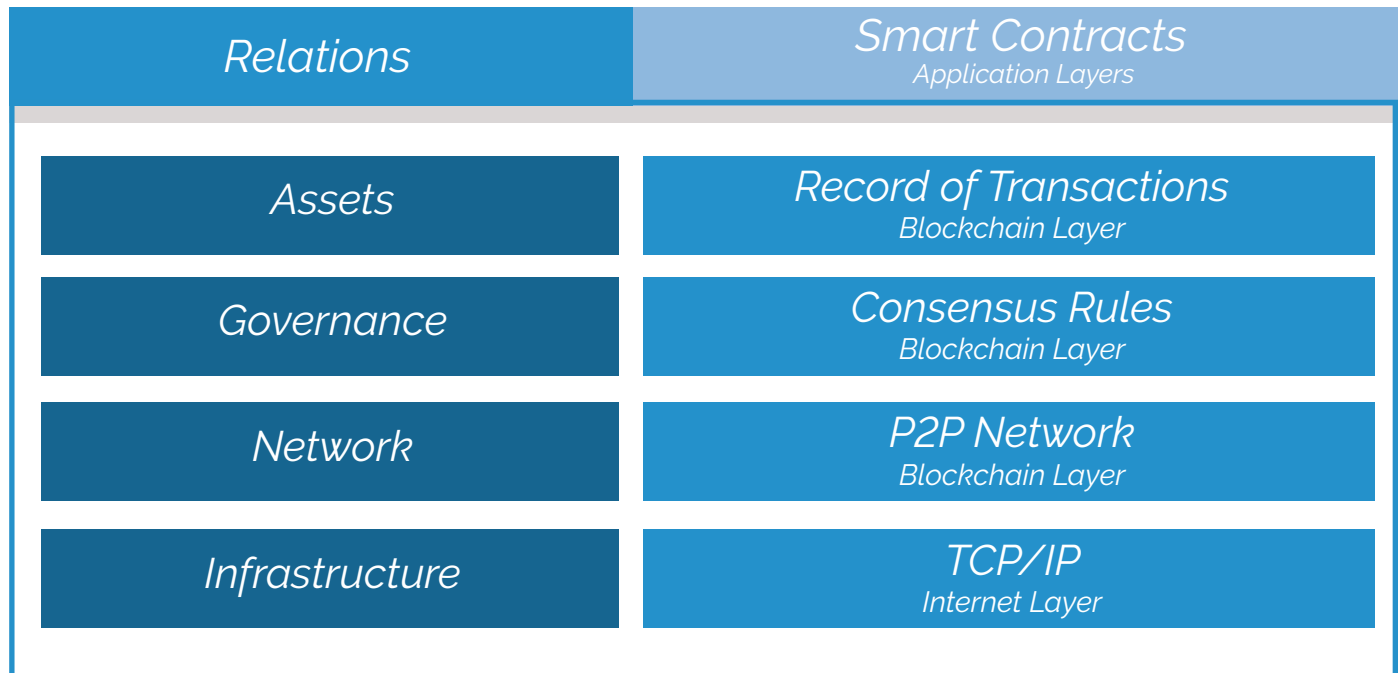 Relations
Smart Contracts
Application Layers
Assets
Record of Transactions
Blockchain Layer
Governance
Consensus Rules
Blockchain Layer
Network
P2P Network
Blockchain Layer
Infrastructure
TCP/IP
Internet Layer